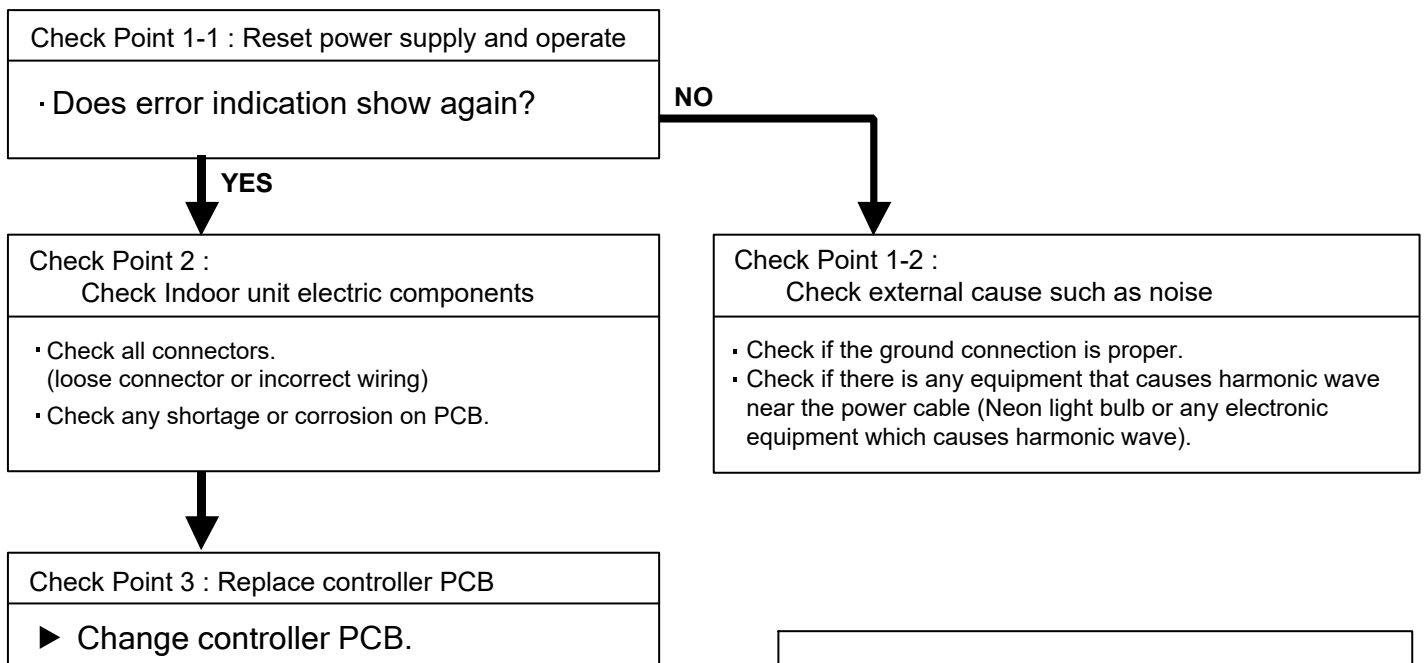 Check Point 1-1 : Reset power supply and operate
· Does error indication show again?
NO
YES
Check Point 2 :
Check Indoor unit electric components
· Check all connectors.
(loose connector or incorrect wiring)
· Check any shortage or corrosion on PCB.
Check Point 1-2 :
Check external cause such as noise
· Check if the ground connection is proper.
· Check if there is any equipment that causes harmonic wave
near the power cable (Neon light bulb or any electronic
equipment which causes harmonic wave).
Check Point 3 : Replace controller PCB
▶ Change controller PCB.